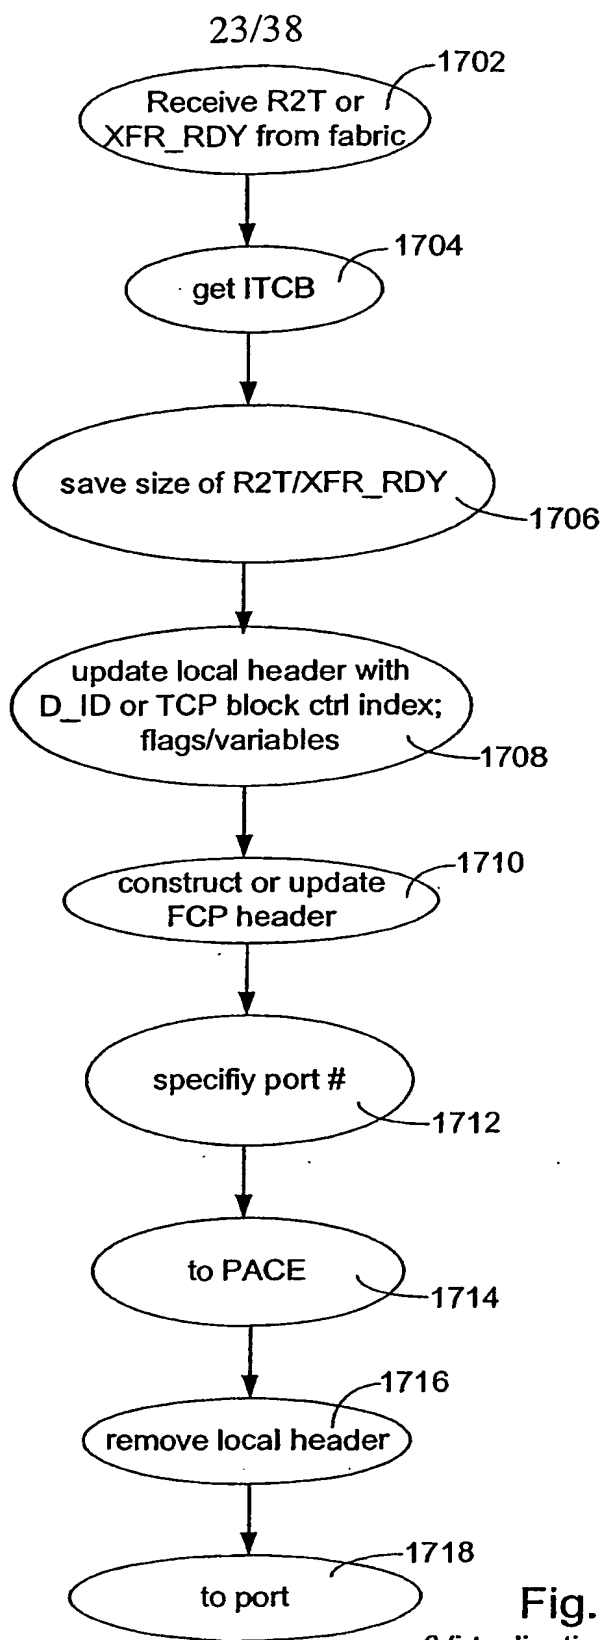 23/38
1702
Receive R2T or
XFR_RDY from fabric
1704
get ITCB
save size of R2T/XFR_RDY
1706
update local header with
D_ID or TCP block ctrl index;
flags/variables
1708
1710
construct or update
FCP header
specifiy port #
1712
to PACE
1714
1716
remove local header
1718
to port
Fig.